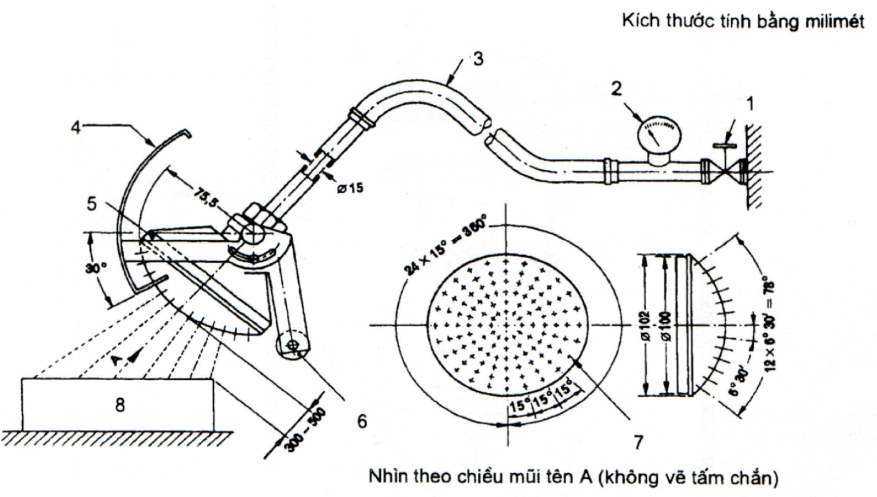 Kích thước tính bằng milimét
3
2
1
4
75,5
Ø15
5
30°
24 × 15° = 360°
Ø102
Ø100
12 × 6° 30′ = 78°
6° 30′
A
8
300 – 500
6
15° 15° 15°
7
Nhìn theo chiều mũi tên A (không vẽ tấm chắn)